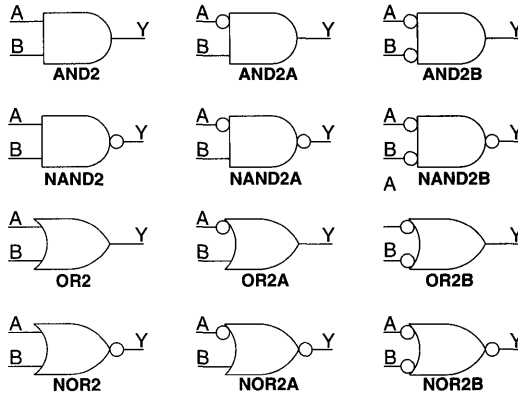 A Y A Y A Y
B B B
AND2 AND2A AND2B
A Y A Y A Y
B B B
NAND2 NAND2A NAND2B
A
Y Y Y
A A
B B B
OR2 OR2A OR2B
A Y A Y A Y
B B B
NOR2 NOR2A NOR2B